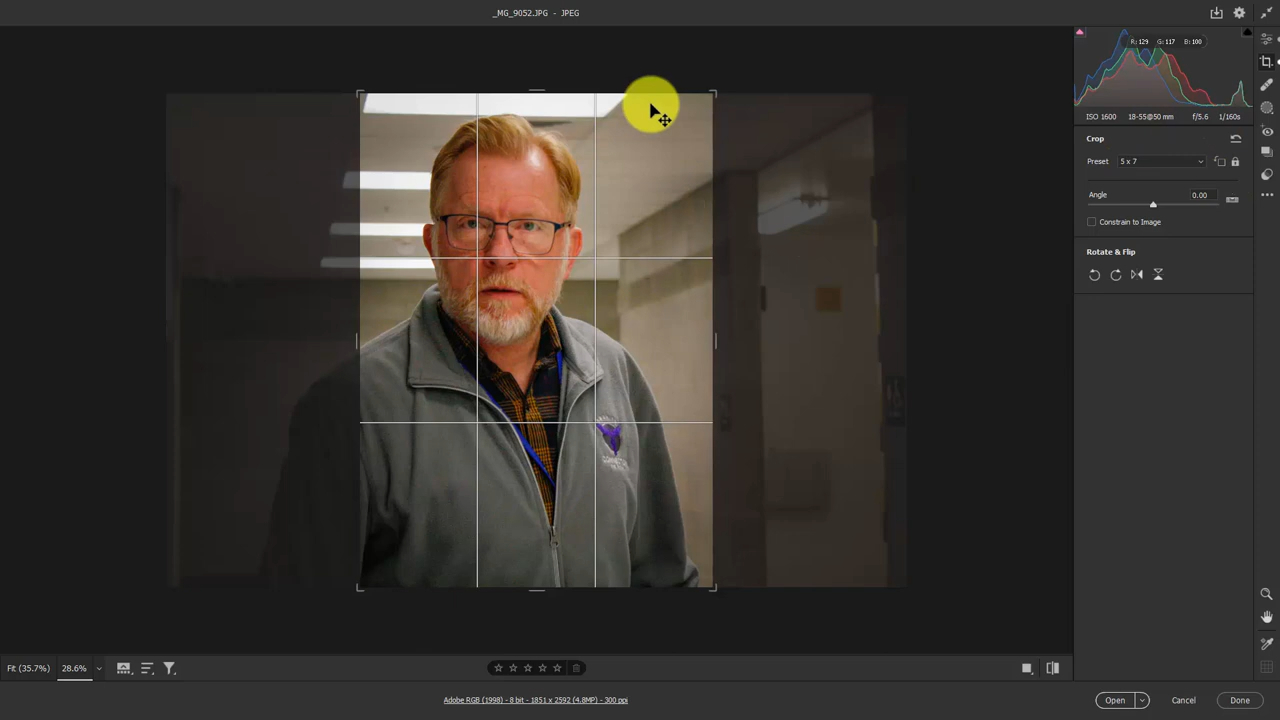 _MG_9052.JPG - JPEG
R: 129 G: 117 B: 100
ISO 1600 18-55@50 mm f/5.6 1/160s
Crop
Preset 5 x 7
Angle 0.00
Constrain to Image
Rotate & Flip
Fit (35.7%) 28.6%
Adobe RGB (1998) - 8 bit - 1851 x 2592 (4.8MP) - 300 ppi
Open Cancel Done